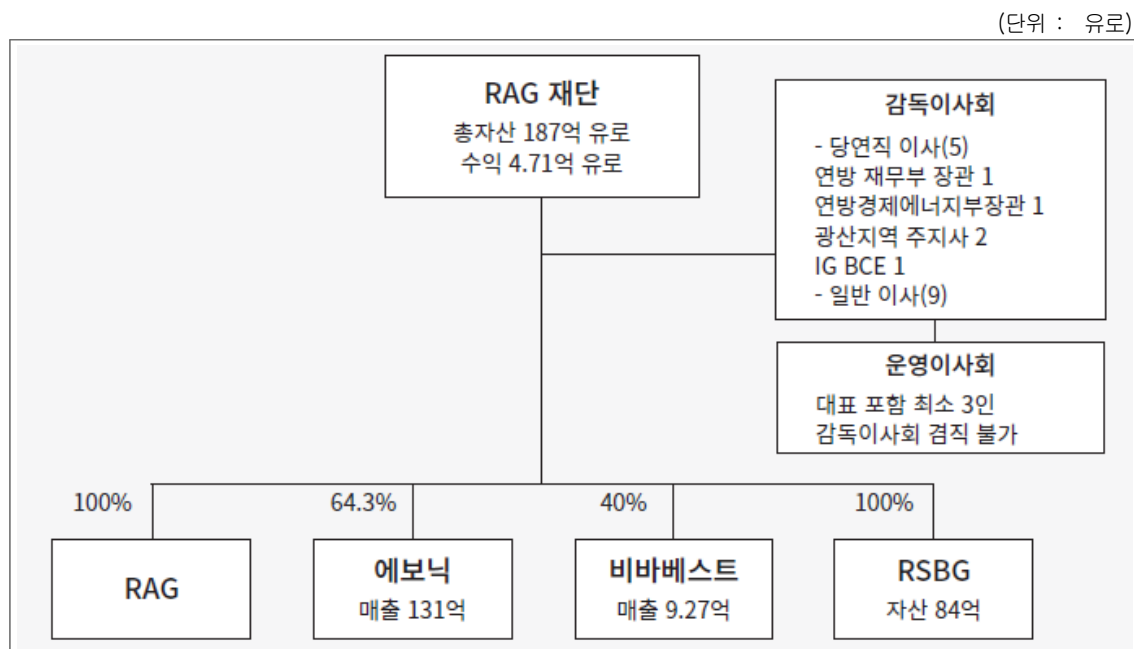 (단위 : 유로)
RAG 재단
총자산 187억 유로
수익 4.71억 유로
감독이사회
- 당연직 이사(5)
연방 재무부 장관 1
연방경제에너지부장관 1
광산지역 주지사 2
IG BCE 1
- 일반 이사(9)
운영이사회
대표 포함 최소 3인
감독이사회 겸직 불가
100%
64.3%
40%
100%
RAG
에보닉
매출 131억
비바베스트
매출 9.27억
RSBG
자산 84억